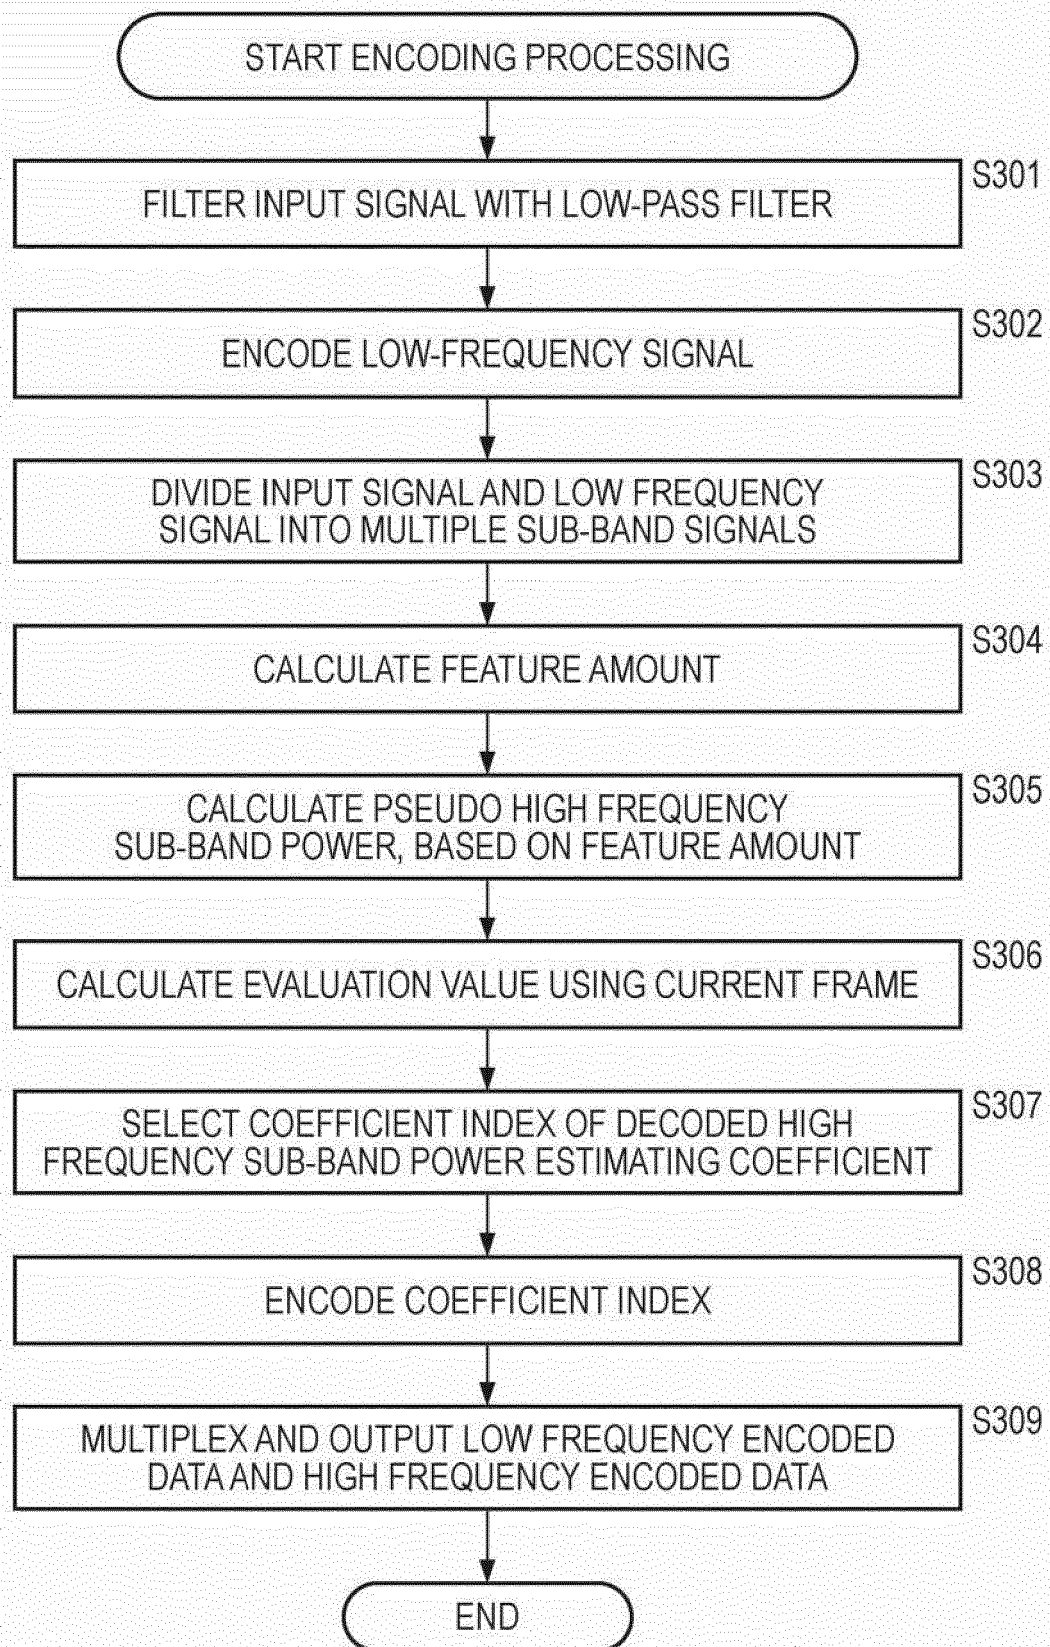 START ENCODING PROCESSING
S301
FILTER INPUT SIGNAL WITH LOW-PASS FILTER
S302
ENCODE LOW-FREQUENCY SIGNAL
S303
DIVIDE INPUT SIGNAL AND LOW FREQUENCY
SIGNAL INTO MULTIPLE SUB-BAND SIGNALS
S304
CALCULATE FEATURE AMOUNT
S305
CALCULATE PSEUDO HIGH FREQUENCY
SUB-BAND POWER, BASED ON FEATURE AMOUNT
S306
CALCULATE EVALUATION VALUE USING CURRENT FRAME
S307
SELECT COEFFICIENT INDEX OF DECODED HIGH
FREQUENCY SUB-BAND POWER ESTIMATING COEFFICIENT
S308
ENCODE COEFFICIENT INDEX
S309
MULTIPLEX AND OUTPUT LOW FREQUENCY ENCODED
DATA AND HIGH FREQUENCY ENCODED DATA
END